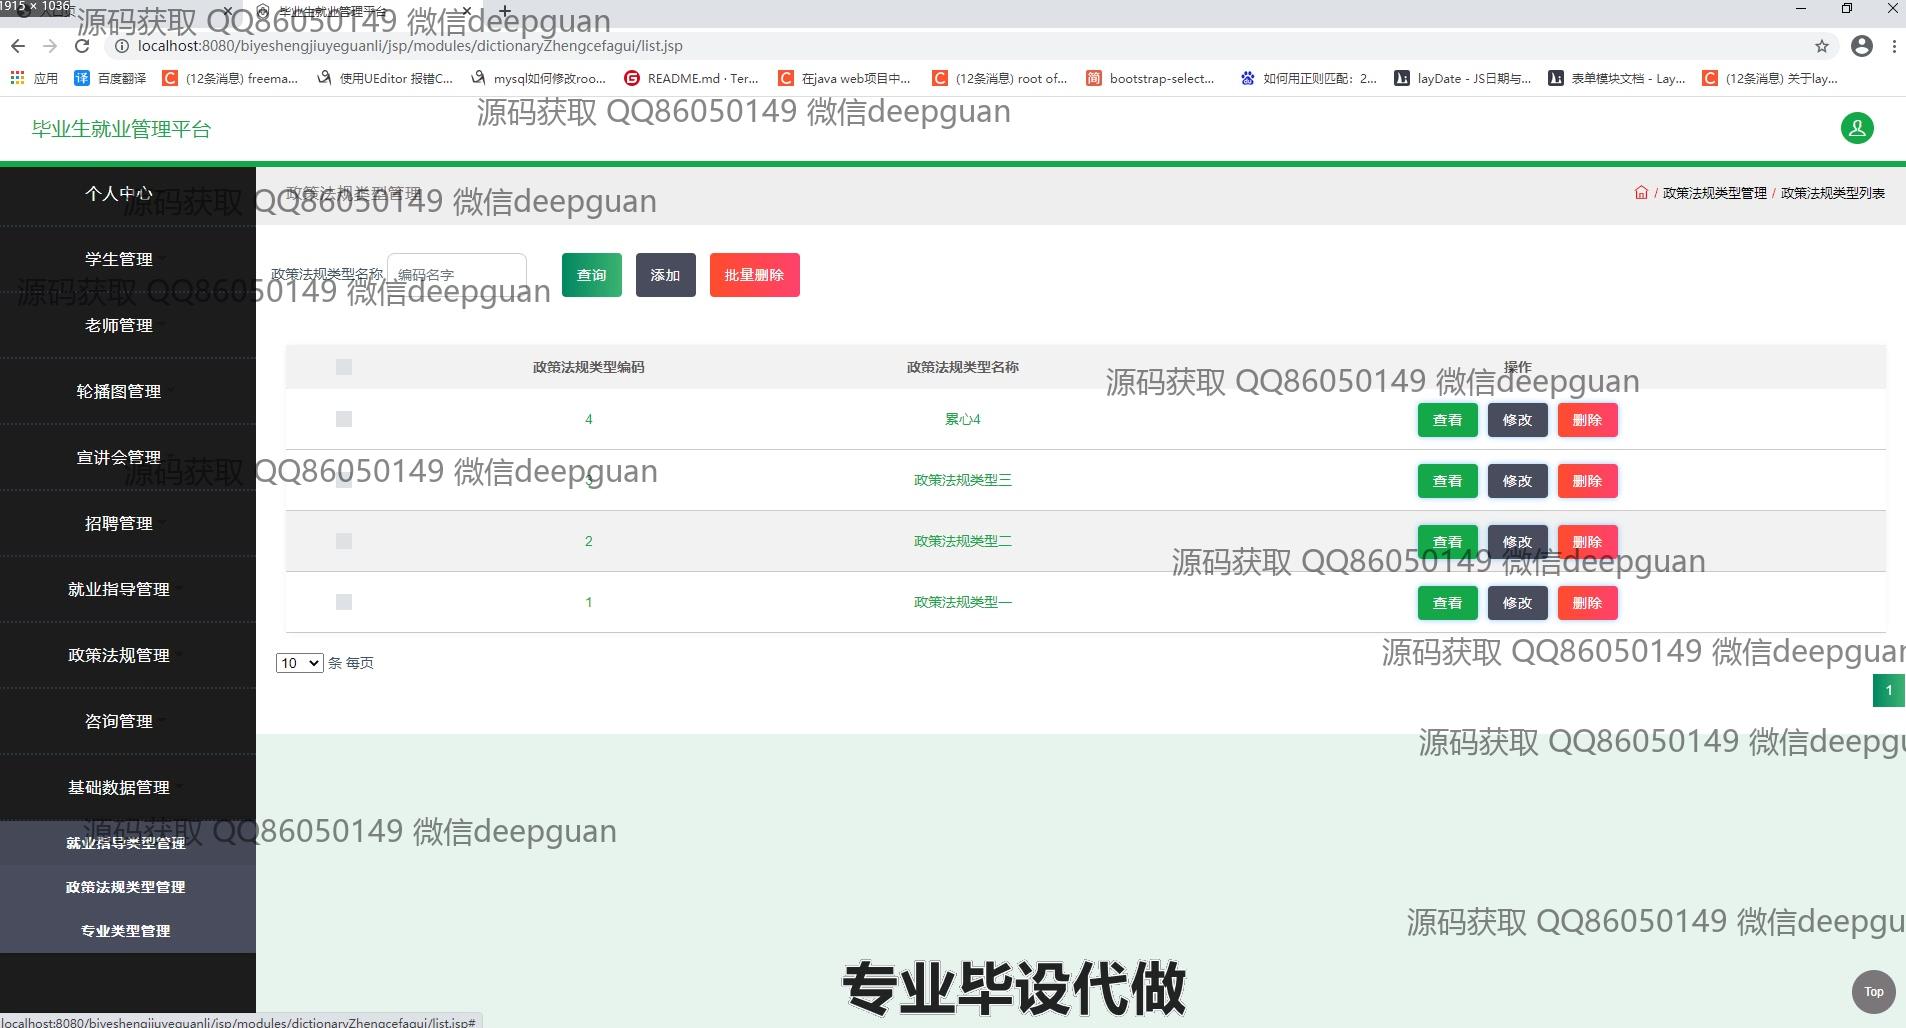 1915 × 1036
毕业生就业管理平台
localhost:8080/biyeshengjiuyeguanli/jsp/modules/dictionaryZhengcefagui/list.jsp
应用 百度翻译 (12条消息) freema... 使用UEditor 报错C... mysql如何修改roo... README.md · Ter... 在java web项目中... (12条消息) root of... bootstrap-select... 如何用正则匹配：2... layDate - JS日期与... 表单模块文档 - Lay... (12条消息) 关于lay...
毕业生就业管理平台
个人中心
学生管理
老师管理
轮播图管理
宣讲会管理
招聘管理
就业指导管理
政策法规管理
咨询管理
基础数据管理
就业指导类型管理
政策法规类型管理
专业类型管理
政策法规类型管理
/ 政策法规类型管理 / 政策法规类型列表
政策法规类型名称 编码名字 查询 添加 批量删除
政策法规类型编码 政策法规类型名称 操作
4 累心4 查看 修改 删除
3 政策法规类型三 查看 修改 删除
2 政策法规类型二 查看 修改 删除
1 政策法规类型一 查看 修改 删除
10 条 每页
1
Top
专业毕设代做
localhost:8080/biyeshengjiuyeguanli/jsp/modules/dictionaryZhengcefagui/list.jsp#
源码获取 QQ86050149 微信deepguan
源码获取 QQ86050149 微信deepguan
源码获取 QQ86050149 微信deepguan
源码获取 QQ86050149 微信deepguan
源码获取 QQ86050149 微信deepguan
源码获取 QQ86050149 微信deepguan
源码获取 QQ86050149 微信deepguan
源码获取 QQ86050149 微信deepguan
源码获取 QQ86050149 微信deepgu
源码获取 QQ86050149 微信deepguan
源码获取 QQ86050149 微信deepgu